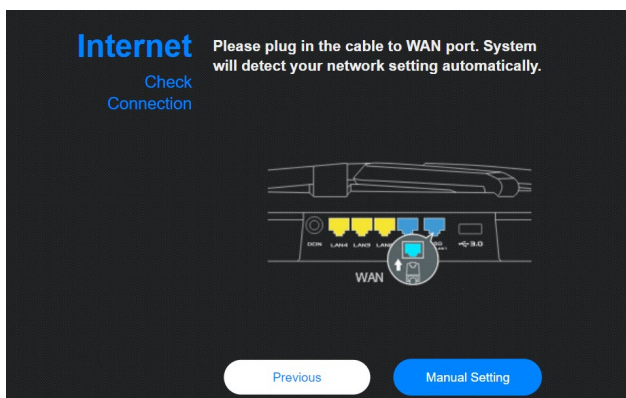 Internet
Check
Connection
Please plug in the cable to WAN port. System
will detect your network setting automatically.
DCIN LAN4 LAN3 3.0
WAN
Previous
Manual Setting